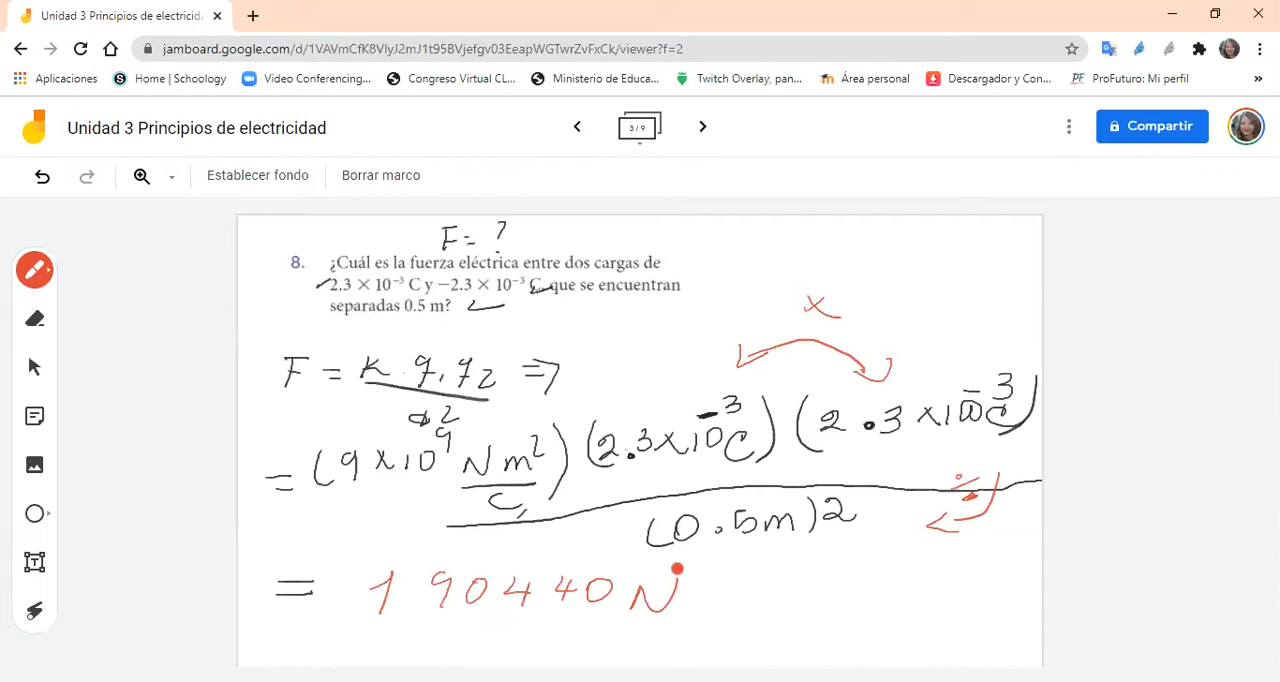 Unidad 3 Principios de electricid
jamboard.google.com/d/1VAVmCfK8VlyJ2mJ1t95BVjefgv03EeapWGTwrZvFxCk/viewer?f=2
Aplicaciones
Home | Schoology
Video Conferencing...
Congreso Virtual CL...
Ministerio de Educa...
Twitch Overlay, pan...
Área personal
Descargador y Con...
ProFuturo: Mi perfil
»
Unidad 3 Principios de electricidad
3 / 9
Compartir
Establecer fondo
Borrar marco
F = ?
8. ¿Cuál es la fuerza eléctrica entre dos cargas de
2.3 × 10⁻³ C y −2.3 × 10⁻³ C que se encuentran
separadas 0.5 m?
x
F = K · q₁ q₂ ⇒
d²
= (9 × 10⁹ N m² / C) (2.3 × 10⁻³ C) (2.3 × 10⁻³ C)
÷
(0.5m)2
= 190440 N